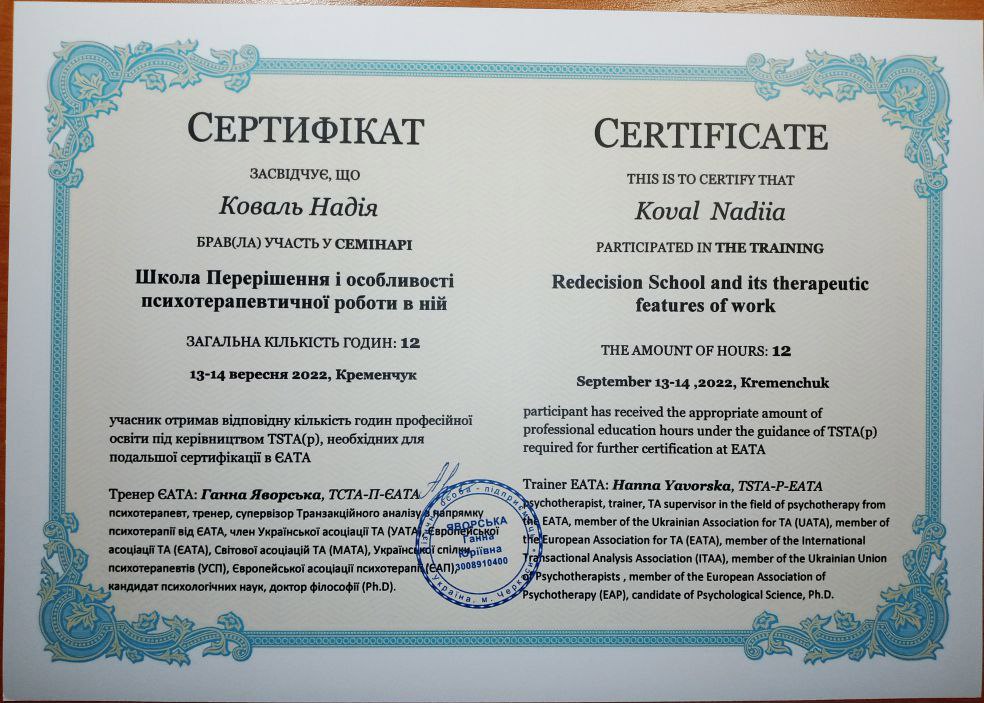 СЕРТИФІКАТ
ЗАСВІДЧУЄ, ЩО
Коваль Надія
БРАВ(ЛА) УЧАСТЬ У СЕМІНАРІ
Школа Перерішення і особливості
психотерапевтичної роботи в ній
ЗАГАЛЬНА КІЛЬКІСТЬ ГОДИН: 12
13-14 вересня 2022, Кременчук
учасник отримав відповідну кількість годин професійної
освіти під керівництвом TSTA(p), необхідних для
подальшої сертифікації в ЄАТА
Тренер ЄАТА: Ганна Яворська, ТСТА-П-ЄАТА
психотерапевт, тренер, супервізор Транзакційного аналізу з напрямку
психотерапії від ЄАТА, член Української асоціації ТА (УАТА), Європейської
асоціації ТА (ЄАТА), Світової асоціацій ТА (МАТА), Української спілки
психотерапевтів (УСП), Європейської асоціації психотерапії (ЄАП),
кандидат психологічних наук, доктор філософії (Ph.D).
CERTIFICATE
THIS IS TO CERTIFY THAT
Koval Nadiia
PARTICIPATED IN THE TRAINING
Redecision School and its therapeutic
features of work
THE AMOUNT OF HOURS: 12
September 13-14 ,2022, Kremenchuk
participant has received the appropriate amount of
professional education hours under the guidance of TSTA(p)
required for further certification at EATA
Trainer EATA: Hanna Yavorska, TSTA-P-EATA
psychotherapist, trainer, TA supervisor in the field of psychotherapy from
the EATA, member of the Ukrainian Association for TA (UATA), member of
the European Association for TA (EATA), member of the International
Transactional Analysis Association (ITAA), member of the Ukrainian Union
of Psychotherapists , member of the European Association of
Psychotherapy (EAP), candidate of Psychological Science, Ph.D.
особа - підприємець
ЯВОРСЬКА
Ганна
Юріївна
3008910400
Україна, м. Черкаси